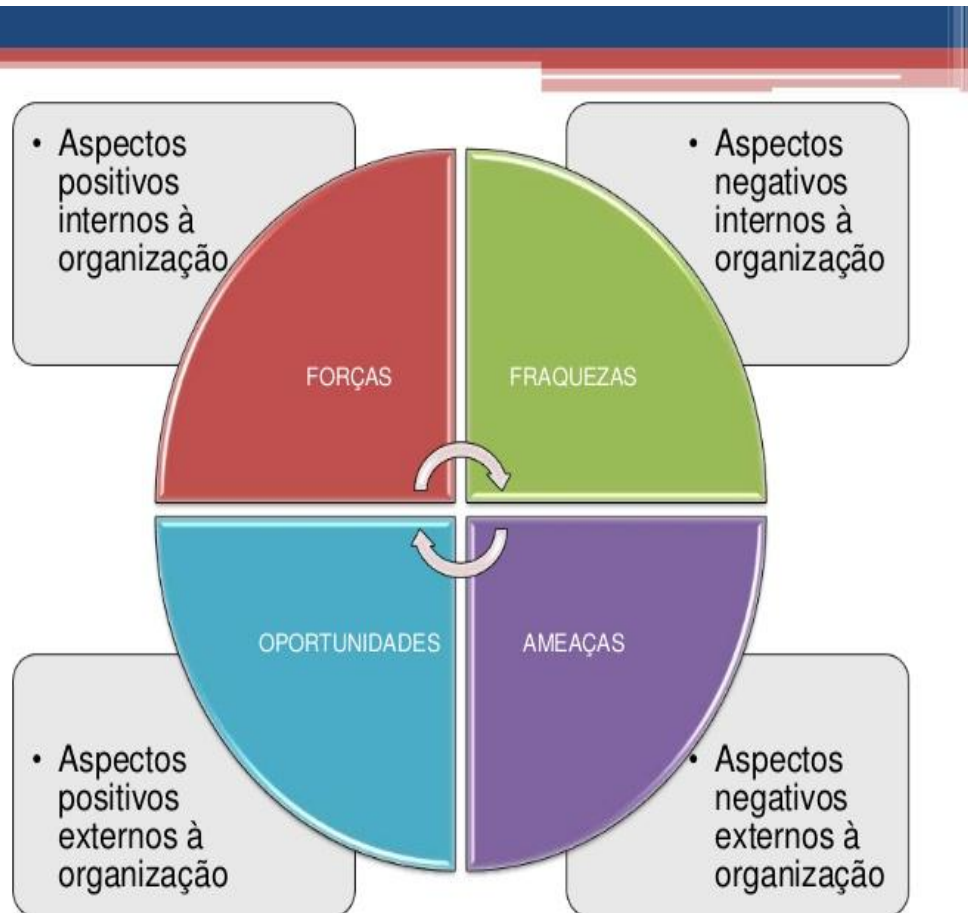 • Aspectos
positivos
internos à
organização
• Aspectos
negativos
internos à
organização
FORÇAS
FRAQUEZAS
OPORTUNIDADES
AMEAÇAS
• Aspectos
positivos
externos à
organização
• Aspectos
negativos
externos à
organização